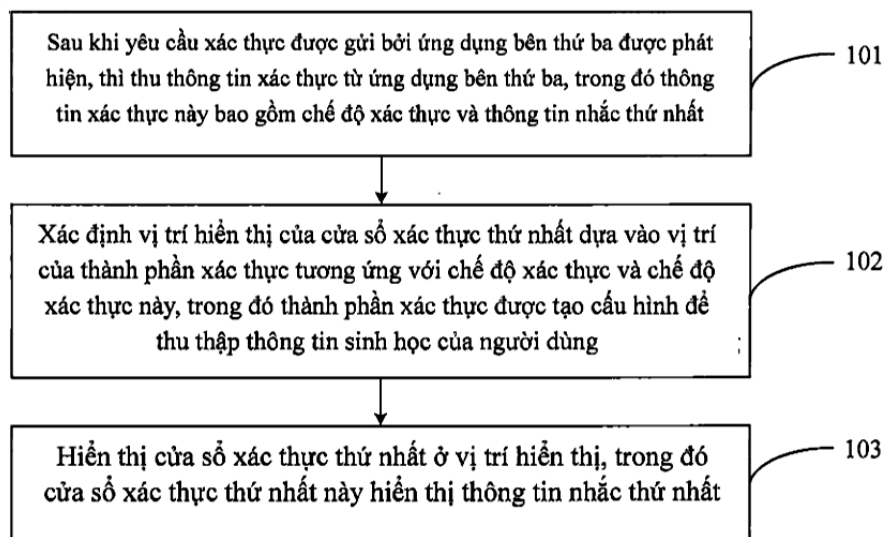 Sau khi yêu cầu xác thực được gửi bởi ứng dụng bên thứ ba được phát
hiện, thì thu thông tin xác thực từ ứng dụng bên thứ ba, trong đó thông
tin xác thực này bao gồm chế độ xác thực và thông tin nhắc thứ nhất
101
Xác định vị trí hiển thị của cửa sổ xác thực thứ nhất dựa vào vị trí
của thành phần xác thực tương ứng với chế độ xác thực và chế độ
xác thực này, trong đó thành phần xác thực được tạo cấu hình để
thu thập thông tin sinh học của người dùng
102
Hiển thị cửa sổ xác thực thứ nhất ở vị trí hiển thị, trong đó
cửa sổ xác thực thứ nhất này hiển thị thông tin nhắc thứ nhất
103